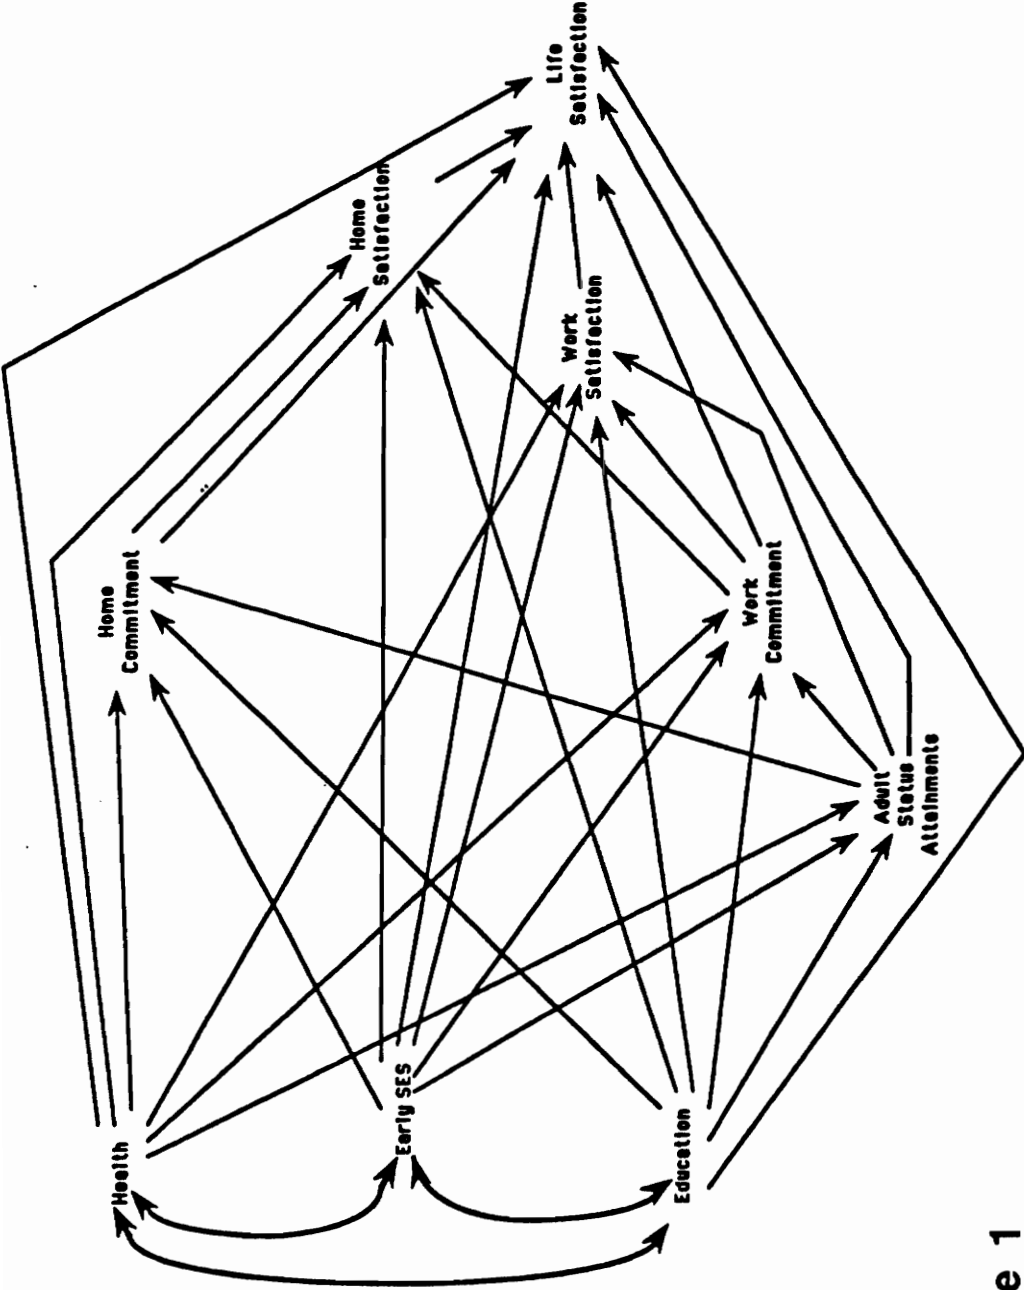 Health
Early SES
Education
Home
Commitment
Adult
Status
Attainments
Work
Commitment
Home
Satisfaction
Work
Satisfaction
Life
Satisfaction
e 1